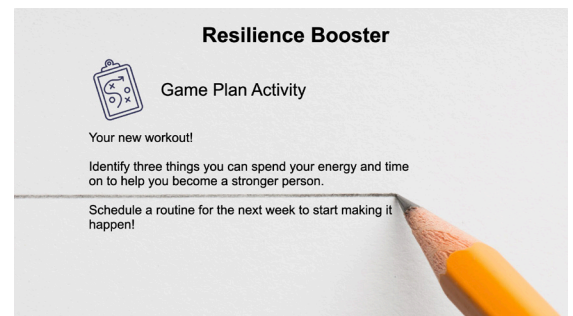 Resilience Booster
Game Plan Activity
Your new workout!
Identify three things you can spend your energy and time
on to help you become a stronger person.
Schedule a routine for the next week to start making it
happen!